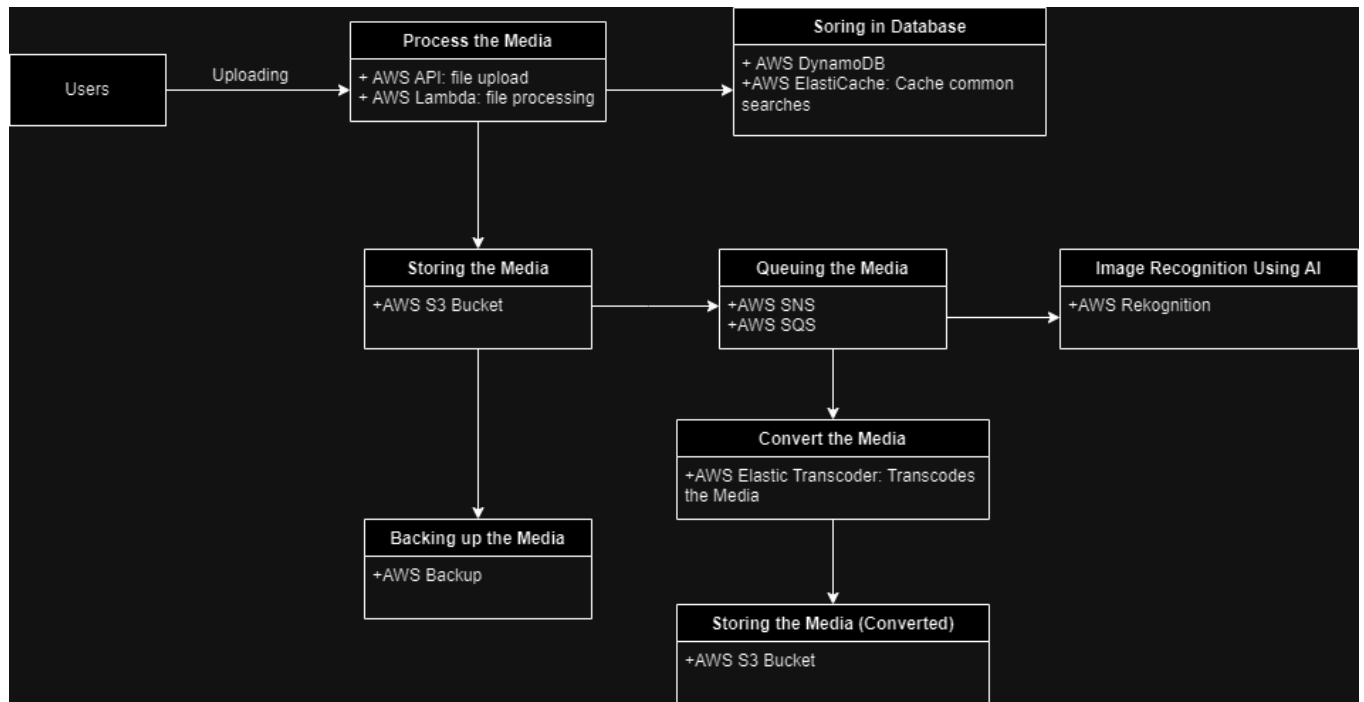 Users
Uploading
Process the Media
+ AWS API: file upload
+ AWS Lambda: file processing
Soring in Database
+ AWS DynamoDB
+AWS ElastiCache: Cache common
searches
Storing the Media
+AWS S3 Bucket
Queuing the Media
+AWS SNS
+AWS SQS
Image Recognition Using AI
+AWS Rekognition
Convert the Media
+AWS Elastic Transcoder: Transcodes
the Media
Backing up the Media
+AWS Backup
Storing the Media (Converted)
+AWS S3 Bucket